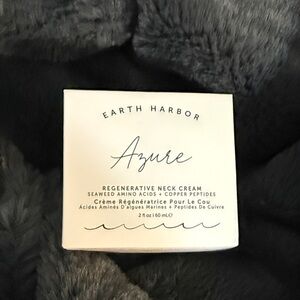 EARTH HARBOR
Azure
REGENERATIVE NECK CREAM
SEAWEED AMINO ACIDS + COPPER PEPTIDES
Crème Régénératrice Pour Le Cou
Acides Aminés D'algues Marines + Peptides De Cuivre
2 fl oz | 60 mL℮